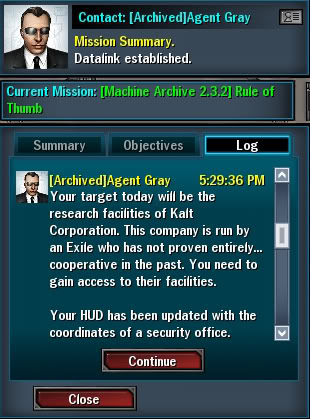 Contact: [Archived]Agent Gray
Mission Summary.
Datalink established.
Current Mission: [Machine Archive 2.3.2] Rule of
Thumb
Summary
Objectives
Log
[Archived]Agent Gray 5:29:36 PM
Your target today will be the
research facilities of Kalt
Corporation. This company is run by
an Exile who has not proven entirely...
cooperative in the past. You need to
gain access to their facilities.
Your HUD has been updated with the
coordinates of a security office.
Continue
Close